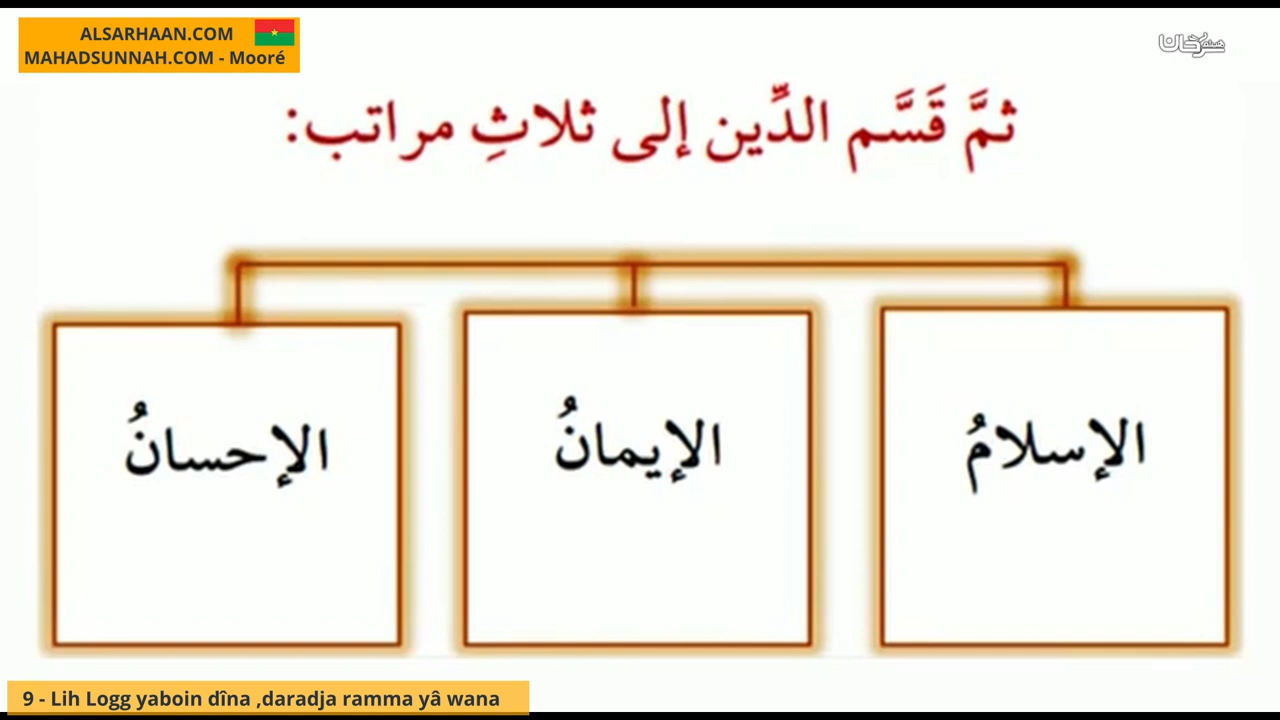 ALSARHAAN.COM
MAHADSUNNAH.COM - Mooré
ثمَّ قَسَّم الدِّين إلى ثلاثِ مراتب:
الإسلامُ
الإيمانُ
الإحسانُ
9 - Lih Logg yaboin dîna ,daradja ramma yâ wana